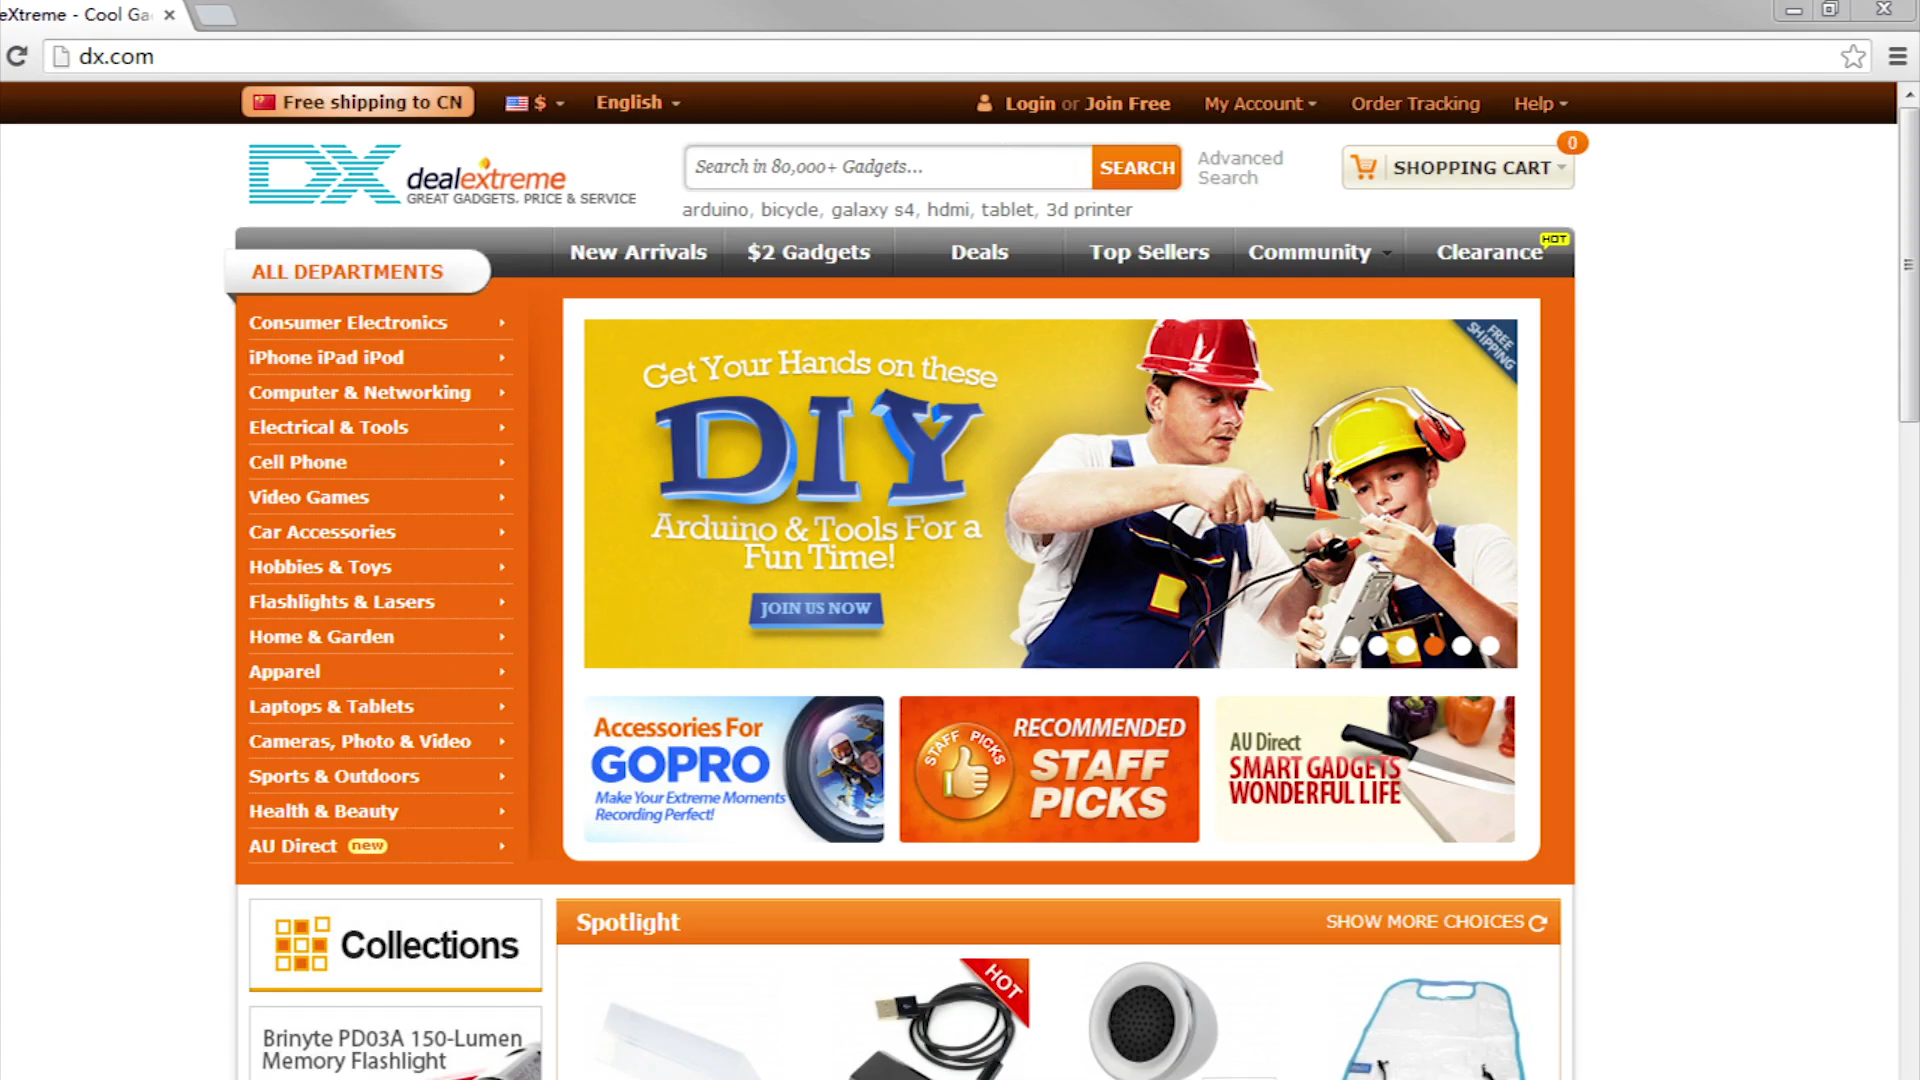 eXtreme - Cool Ga
dx.com
Free shipping to CN
$
English
Login or Join Free
My Account
Order Tracking
Help
DX dealextreme
GREAT GADGETS. PRICE & SERVICE
Search in 80,000+ Gadgets...
SEARCH
Advanced
Search
0
SHOPPING CART
arduino, bicycle, galaxy s4, hdmi, tablet, 3d printer
New Arrivals
$2 Gadgets
Deals
Top Sellers
Community
Clearance
HOT
ALL DEPARTMENTS
Consumer Electronics
iPhone iPad iPod
Computer & Networking
Electrical & Tools
Cell Phone
Video Games
Car Accessories
Hobbies & Toys
Flashlights & Lasers
Home & Garden
Apparel
Laptops & Tablets
Cameras, Photo & Video
Sports & Outdoors
Health & Beauty
AU Direct new
Get Your Hands on these
DIY
Arduino & Tools For a
Fun Time!
JOIN US NOW
FREE
SHIPPING
Accessories For
GOPRO
Make Your Extreme Moments
Recording Perfect!
STAFF PICKS
RECOMMENDED
STAFF
PICKS
AU Direct
SMART GADGETS
WONDERFUL LIFE
Collections
Spotlight
SHOW MORE CHOICES
HOT
Brinyte PD03A 150-Lumen
Memory Flashlight